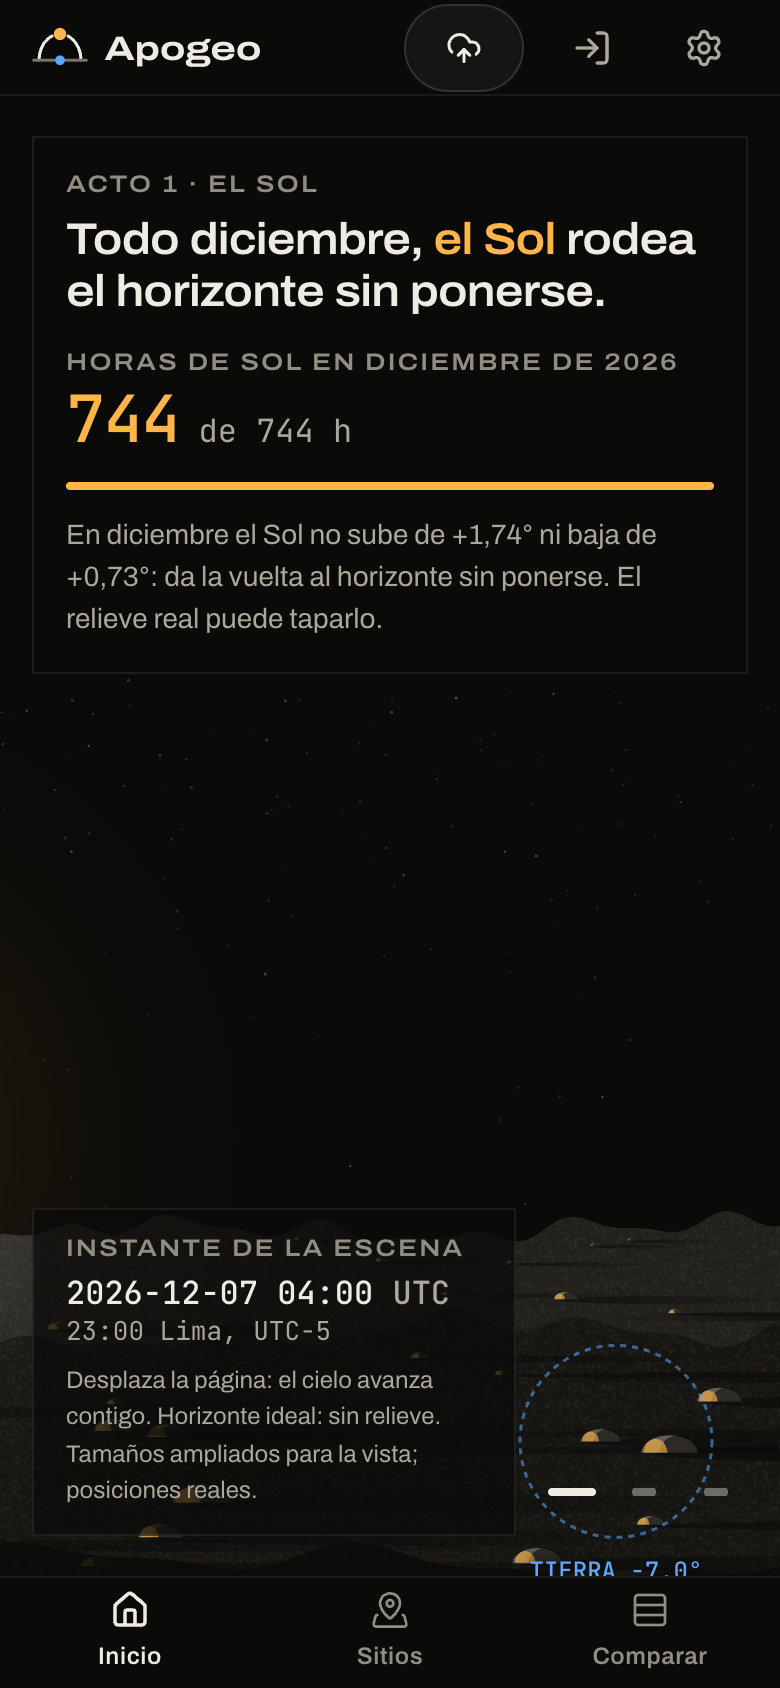 Apogeo
ACTO 1 · EL SOL
Todo diciembre, el Sol rodea
el horizonte sin ponerse.
HORAS DE SOL EN DICIEMBRE DE 2026
744 de 744 h
En diciembre el Sol no sube de +1,74° ni baja de
+0,73°: da la vuelta al horizonte sin ponerse. El
relieve real puede taparlo.
INSTANTE DE LA ESCENA
2026-12-07 04:00 UTC
23:00 Lima, UTC-5
Desplaza la página: el cielo avanza
contigo. Horizonte ideal: sin relieve.
Tamaños ampliados para la vista;
posiciones reales.
TIERRA -7.0°
Inicio
Sitios
Comparar